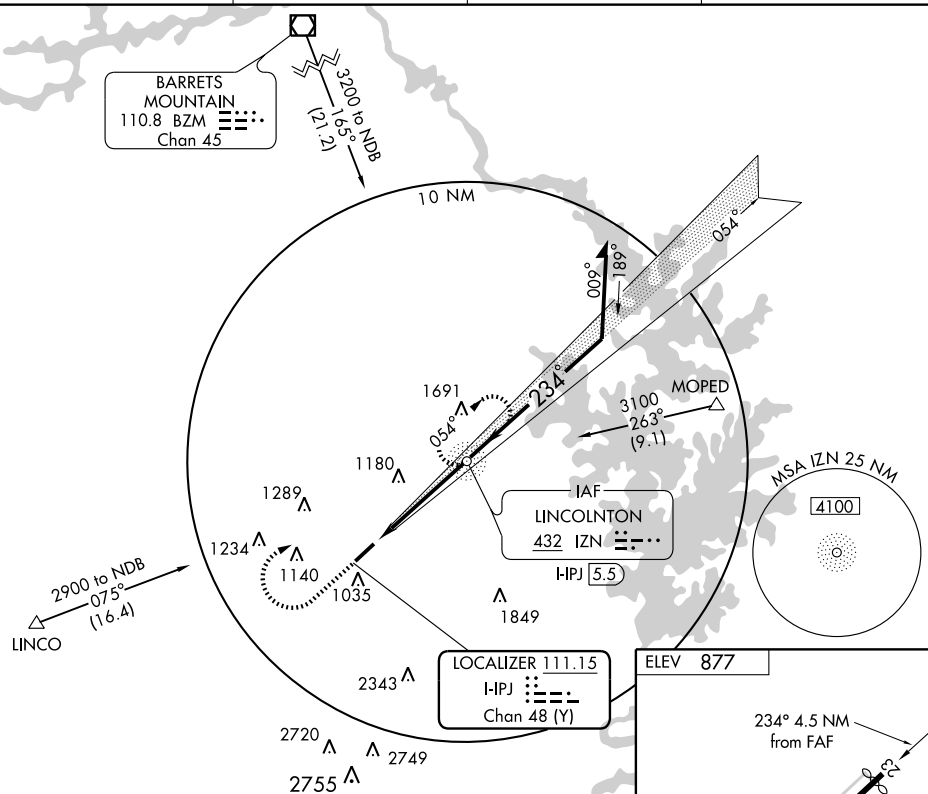 BARRETS
MOUNTAIN
110.8 BZM
Chan 45
3200 to NDB
165°
(21.2)
10 NM
054°
009°
189°
234°
1691
054°
MOPED
3100
263°
(9.1)
1180
MSA IZN 25 NM
4100
1289
IAF
LINCOLNTON
432 IZN
I-IPJ 5.5
1234
1140
1035
2900 to NDB
075°
(16.4)
LINCO
1849
LOCALIZER 111.15
I-IPJ
Chan 48 (Y)
ELEV 877
2343
234° 4.5 NM
from FAF
2720
2749
23
2755